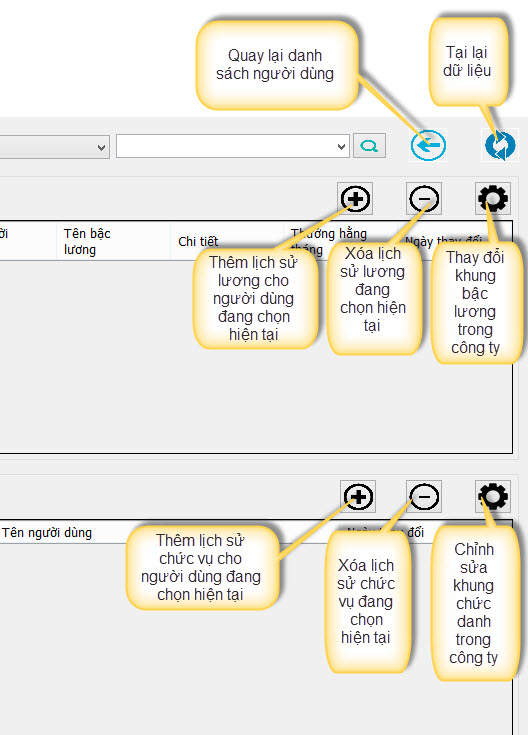 Quay lại danh
sách người dùng
Tại lại
dữ liệu
Tên bậc
lương
Chi tiết
Thưởng hằng
tháng
Ngày thay đổi
Thêm lịch sử
lương cho
người dùng
đang chọn
hiện tại
Xóa lịch
sử lương
đang
chọn hiện
tại
Thay đổi
khung
bậc
lương
trong
công ty
Tên người dùng
đổi
Thêm lịch sử
chức vụ cho
người dùng đang
chọn hiện tại
Xóa lịch
sử chức
vụ đang
chọn
hiện tại
Chỉnh
sửa
khung
chức
danh
trong
công ty